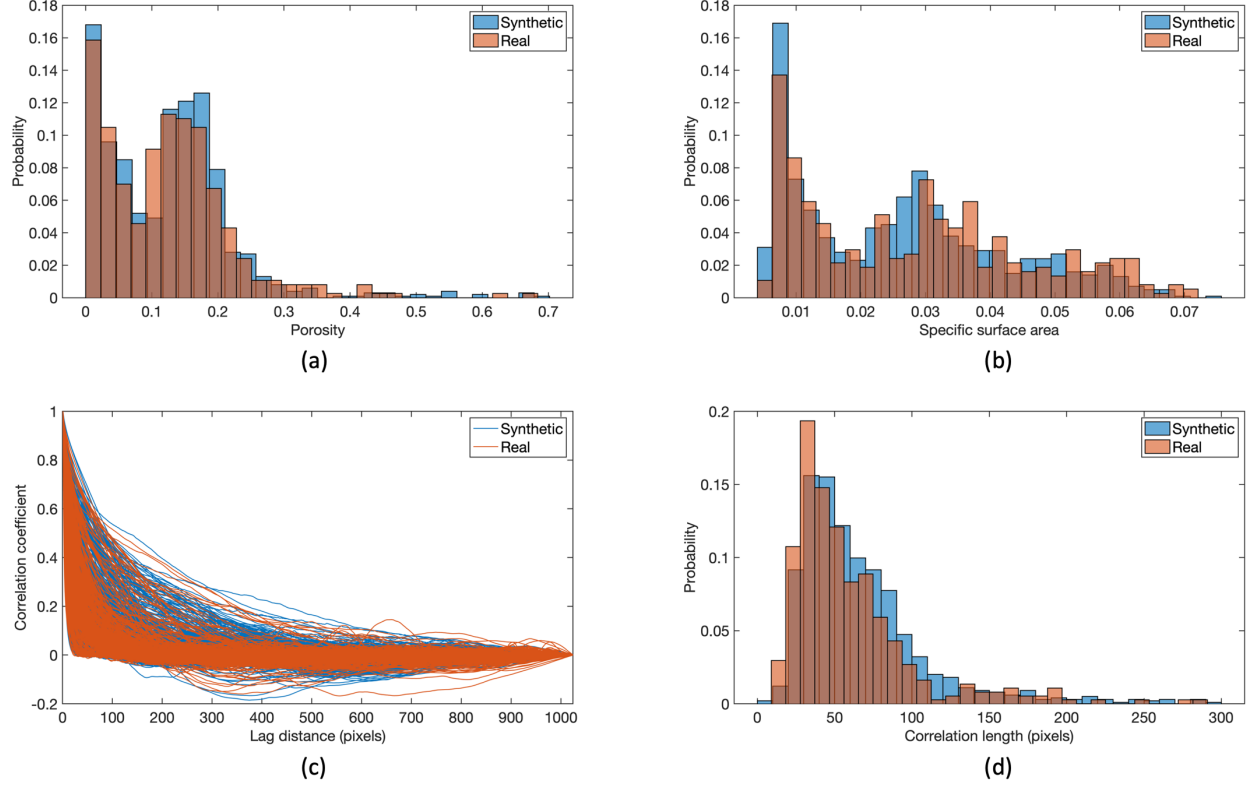 0.18
0.16
0.14
0.12
0.1
0.08
0.06
0.04
0.02
0
Probability
Synthetic
Real
0 0.1 0.2 0.3 0.4 0.5 0.6 0.7
Porosity
(a)
0.18
0.16
0.14
0.12
0.1
0.08
0.06
0.04
0.02
0
Probability
Synthetic
Real
0.01 0.02 0.03 0.04 0.05 0.06 0.07
Specific surface area
(b)
1
0.8
0.6
0.4
0.2
0
-0.2
Correlation coefficient
Synthetic
Real
0 100 200 300 400 500 600 700 800 900 1000
Lag distance (pixels)
(c)
0.2
0.15
0.1
0.05
0
Probability
Synthetic
Real
0 50 100 150 200 250 300
Correlation length (pixels)
(d)